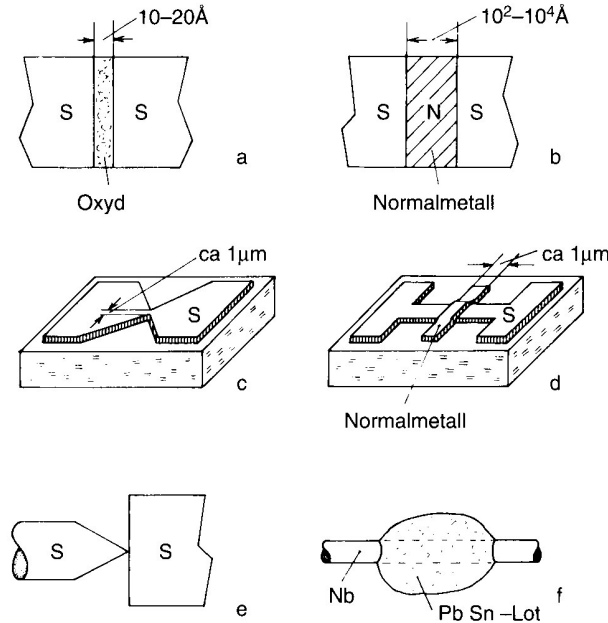 10–20Å
S
S
a
Oxyd
10²–10⁴Å
S
N
S
b
Normalmetall
ca 1µm
S
c
ca 1µm
S
d
Normalmetall
S
S
e
Nb
Pb Sn –Lot
f